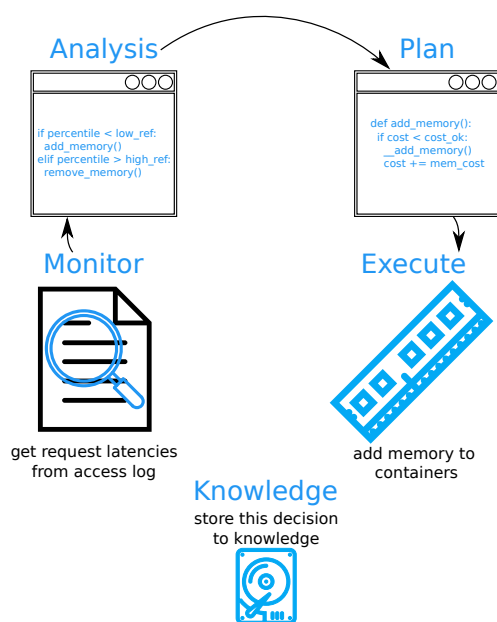 Analysis
if percentile < low_ref:
add_memory()
elif percentile > high_ref:
remove_memory()
Plan
def add_memory():
if cost < cost_ok:
__add_memory()
cost += mem_cost
Monitor
get request latencies
from access log
Execute
add memory to
containers
Knowledge
store this decision
to knowledge